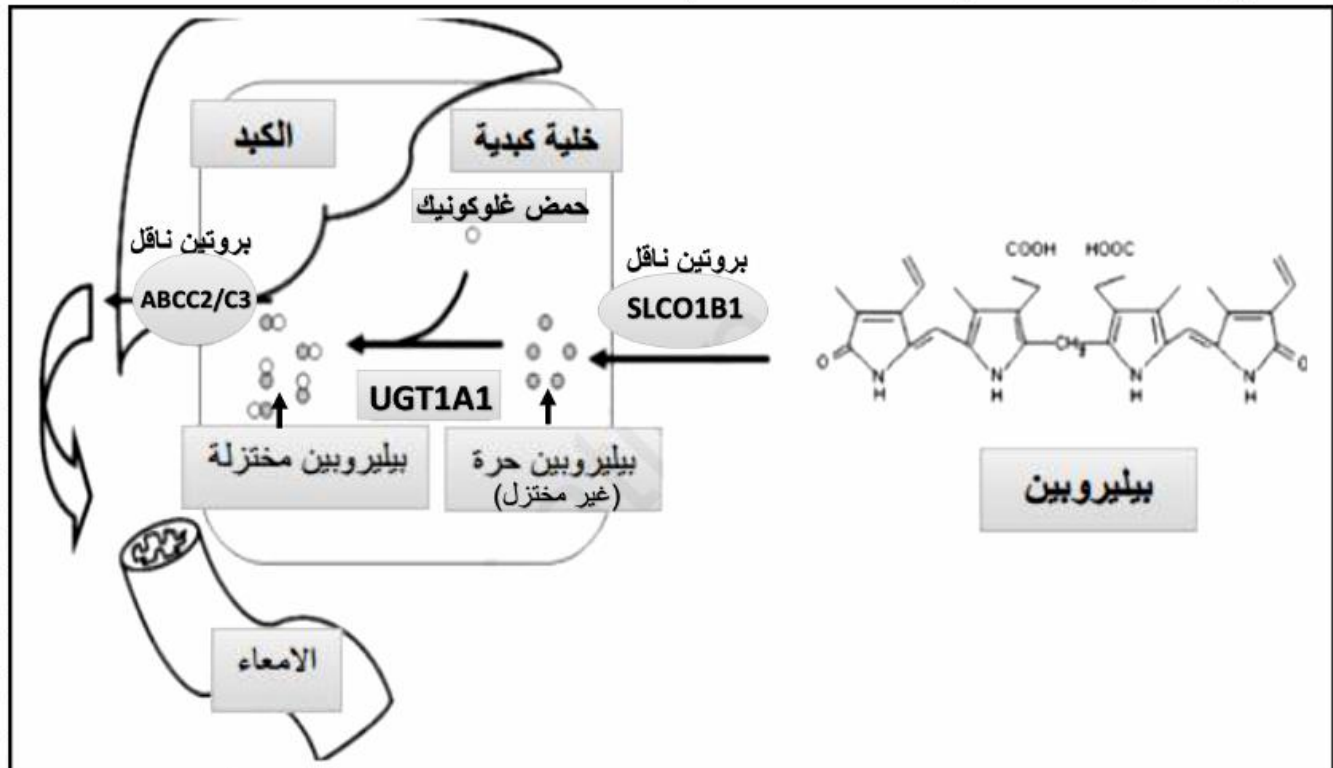 الكبد
خلية كبدية
حمض غلوكونيك
بروتين ناقل
ABCC2/C3
بروتين ناقل
SLCO1B1
UGT1A1
بيليروبين مختزلة
بيليروبين حرة
(غير مختزل)
الامعاء
COOH HOOC
O
N
H
N
H
CH₂
N
H
N
H
O
بيليروبين